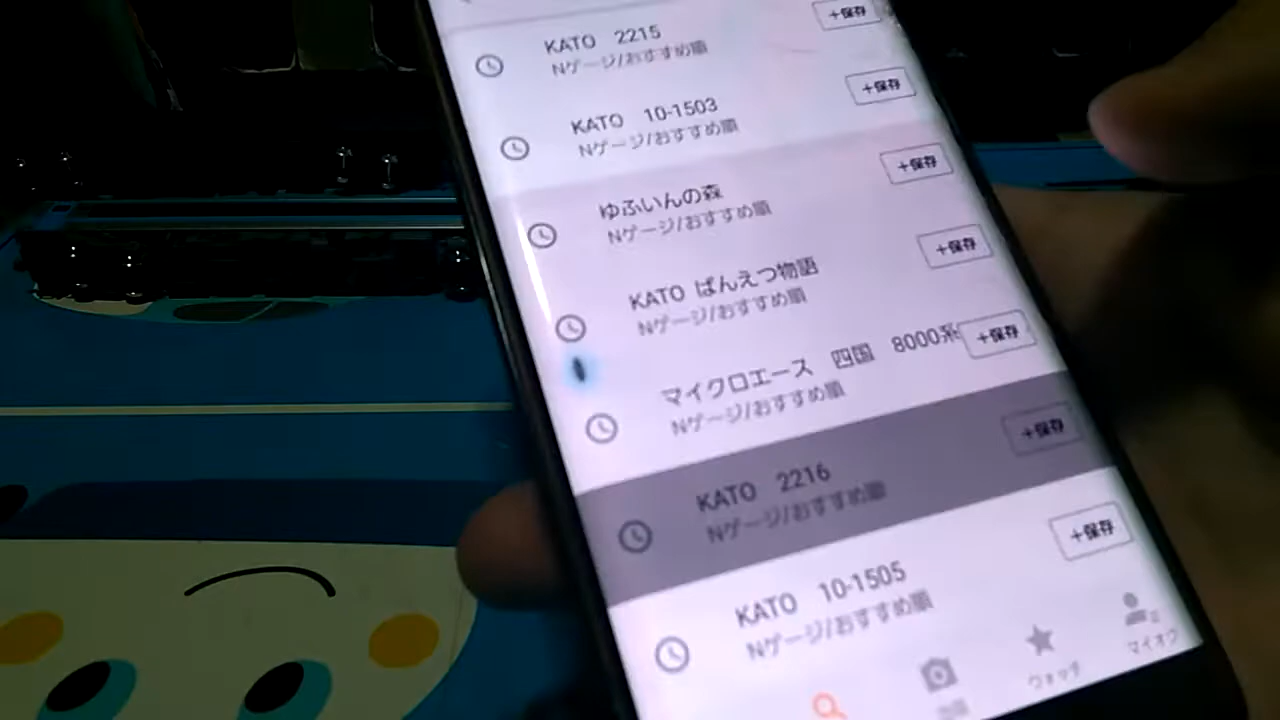 KATO 2215
Nゲージ/おすすめ順
+保存
KATO 10-1503
Nゲージ/おすすめ順
+保存
ゆふいんの森
Nゲージ/おすすめ順
+保存
KATO ばんえつ物語
Nゲージ/おすすめ順
+保存
マイクロエース 四国 8000系
Nゲージ/おすすめ順
+保存
KATO 2216
Nゲージ/おすすめ順
+保存
KATO 10-1505
Nゲージ/おすすめ順
+保存
ウォッチ
マイオク